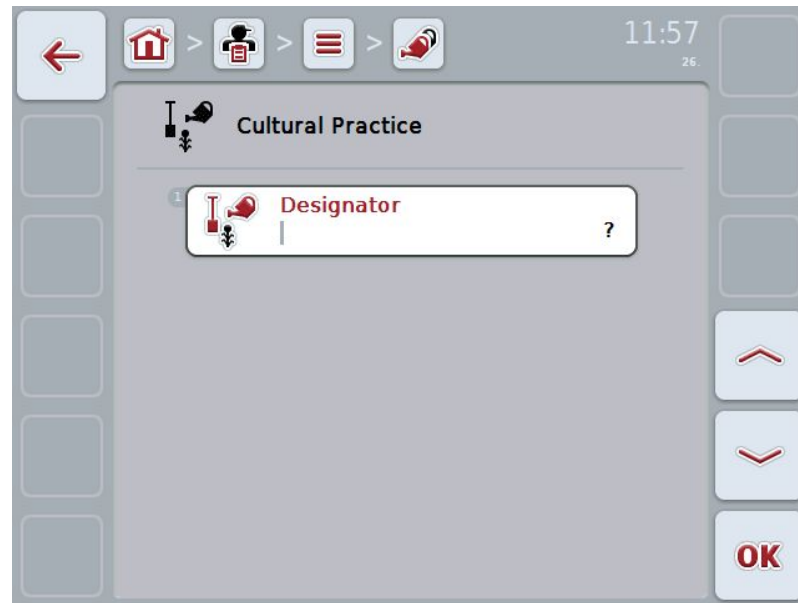 > > >
11:57
26.
Cultural Practice
1
Designator
?
OK